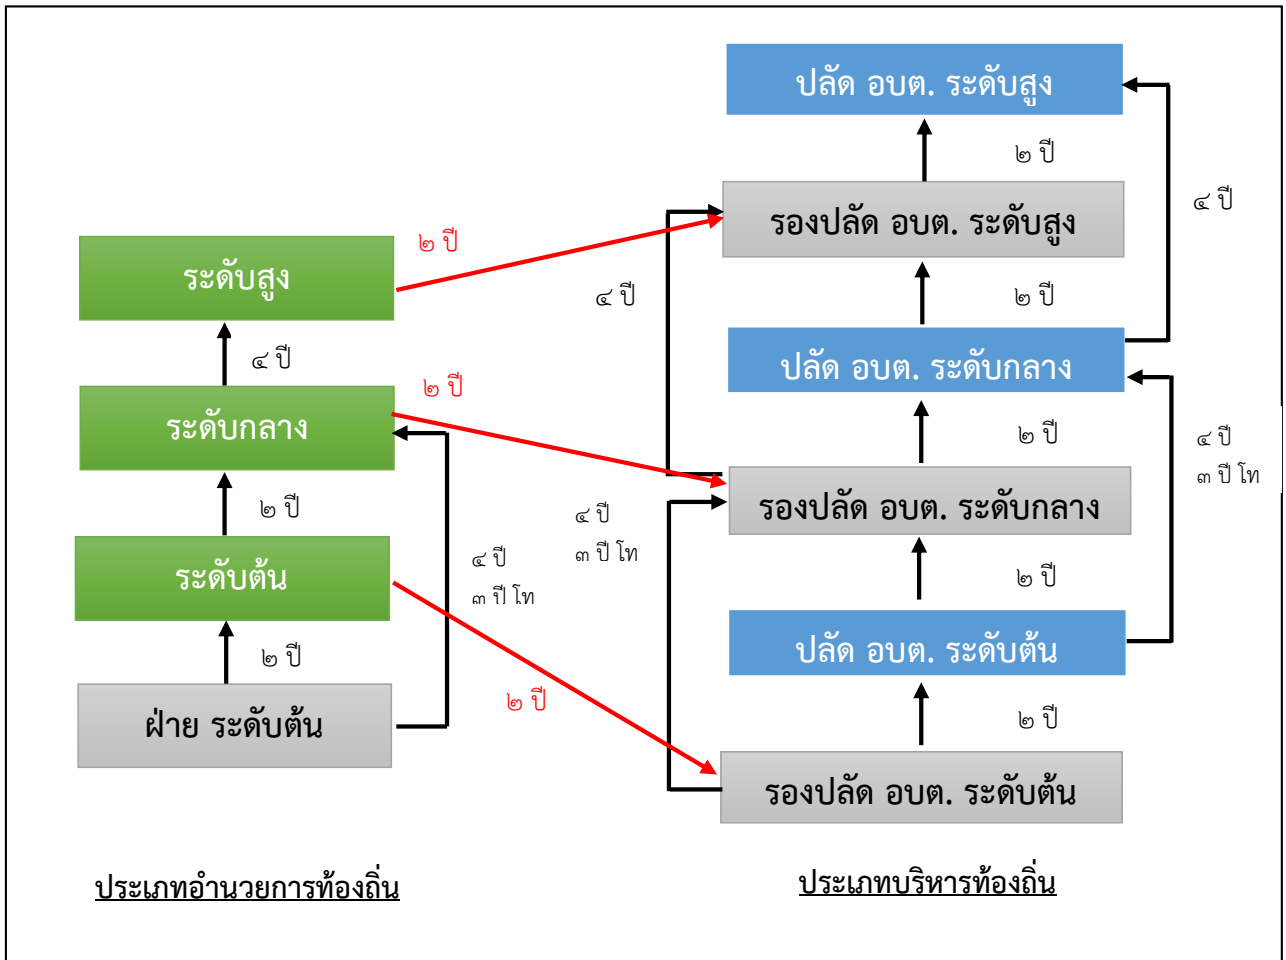 ปลัด อบต. ระดับสูง
๒ ปี
๔ ปี
รองปลัด อบต. ระดับสูง
๒ ปี
ระดับสูง
๔ ปี
๒ ปี
๔ ปี
ปลัด อบต. ระดับกลาง
๒ ปี
ระดับกลาง
๒ ปี
๔ ปี
๓ ปี โท
รองปลัด อบต. ระดับกลาง
๒ ปี
๔ ปี
๓ ปี โท
ระดับต้น
๔ ปี
๓ ปี โท
๒ ปี
ปลัด อบต. ระดับต้น
๒ ปี
๒ ปี
ฝ่าย ระดับต้น
๒ ปี
รองปลัด อบต. ระดับต้น
ประเภทอำนวยการท้องถิ่น
ประเภทบริหารท้องถิ่น